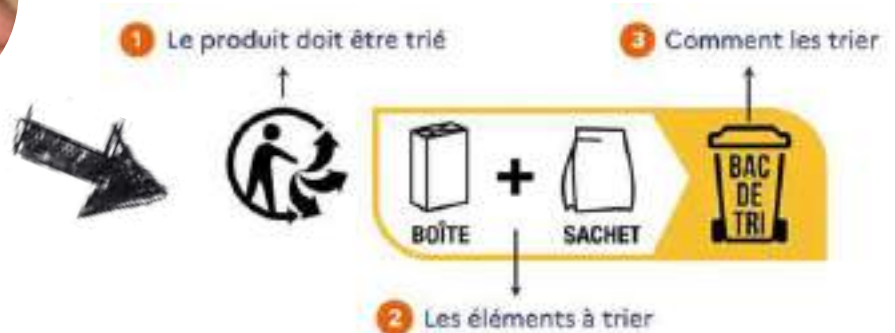 1 Le produit doit être trié
3 Comment les trier
BAC
DE
TRI
BOÎTE + SACHET
2 Les éléments à trier